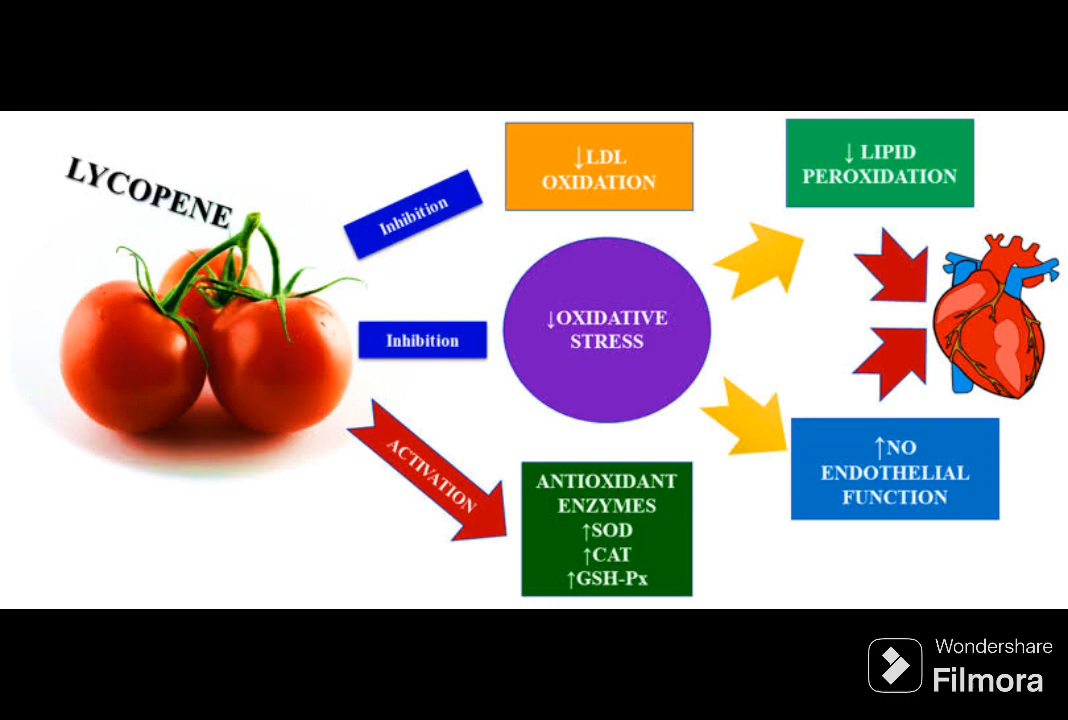 LYCOPENE
Inhibition
↓LDL
OXIDATION
↓ LIPID
PEROXIDATION
Inhibition
↓OXIDATIVE
STRESS
ACTIVATION
ANTIOXIDANT
ENZYMES
↑SOD
↑CAT
↑GSH-Px
↑NO
ENDOTHELIAL
FUNCTION
Wondershare
Filmora